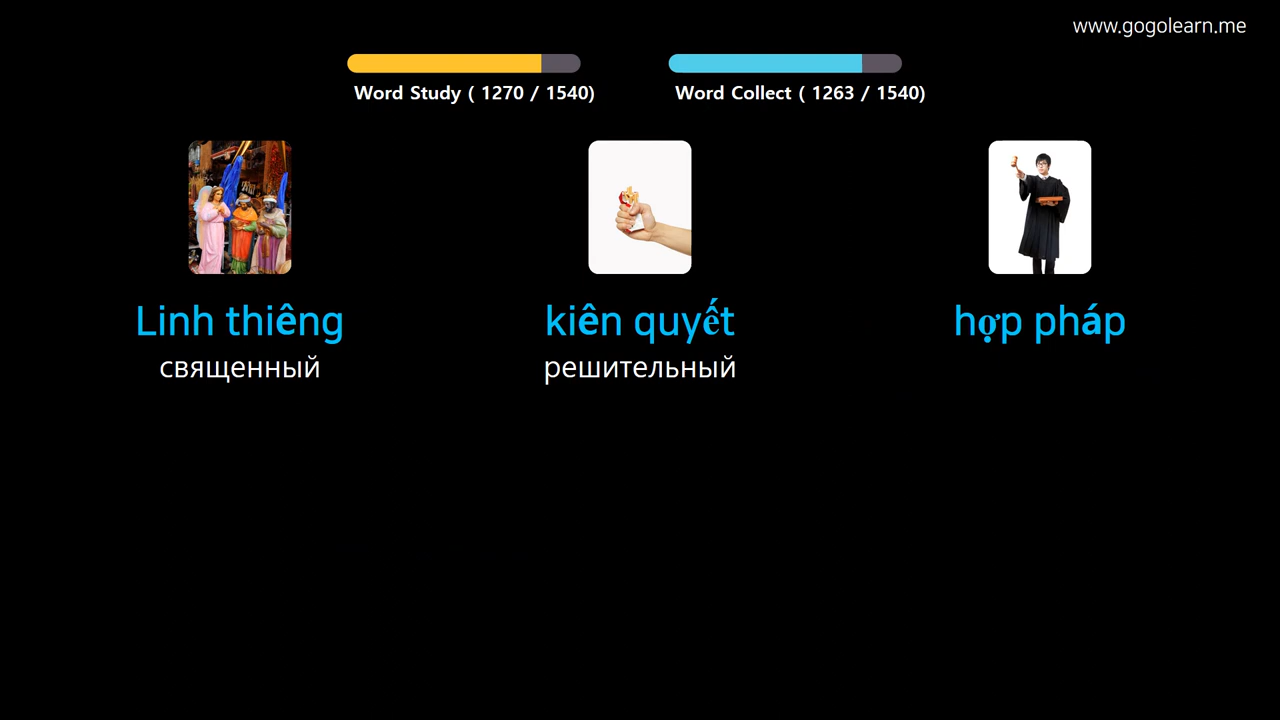 www.gogolearn.me
Word Study ( 1270 / 1540)
Word Collect ( 1263 / 1540)
Linh thiêng
kiên quyết
hợp pháp
священный
решительный